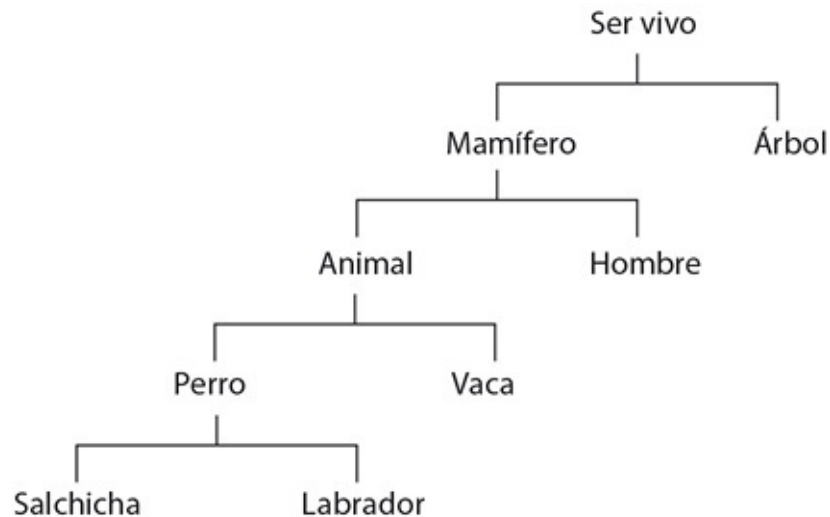 Ser vivo
Mamífero Árbol
Animal Hombre
Perro Vaca
Salchicha Labrador